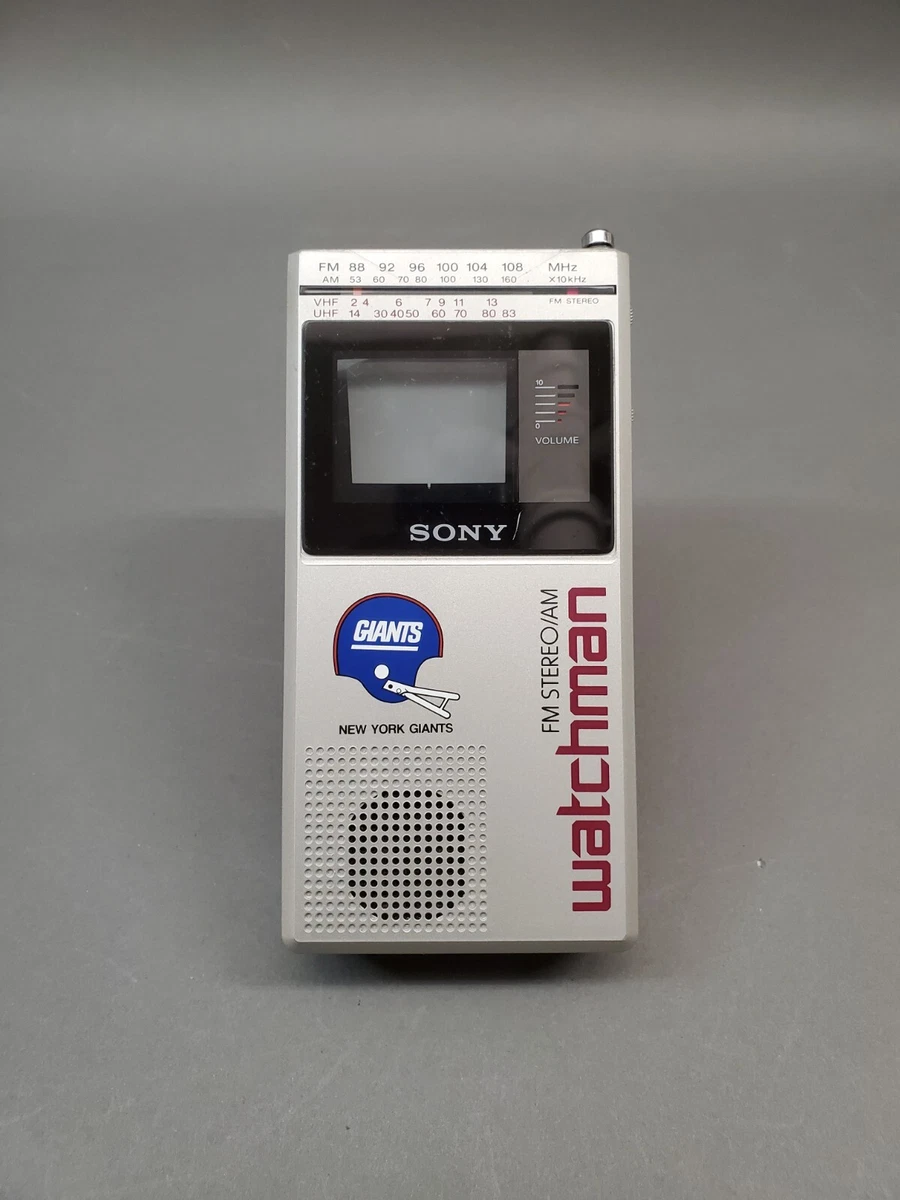 FM 88 92 96 100 104 108 MHz
AM 53 60 70 80 100 130 160 ×10kHz
VHF 2 4 6 7 9 11 13 FM STEREO
UHF 14 30 40 50 60 70 80 83
10
0
VOLUME
SONY
GIANTS
NEW YORK GIANTS
FM STEREO/AM
watchman